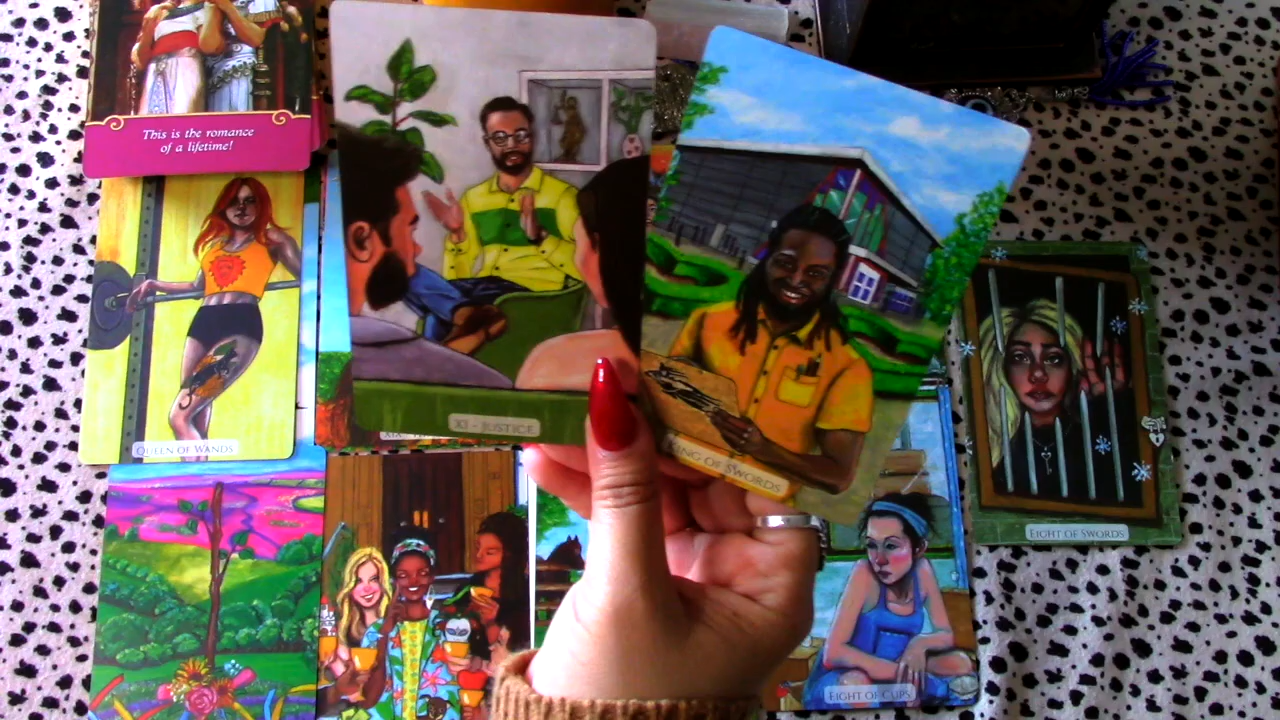 This is the romance
of a lifetime!
XI - JUSTICE
KING OF SWORDS
QUEEN OF WANDS
XIX.
EIGHT OF SWORDS
EIGHT OF CUPS